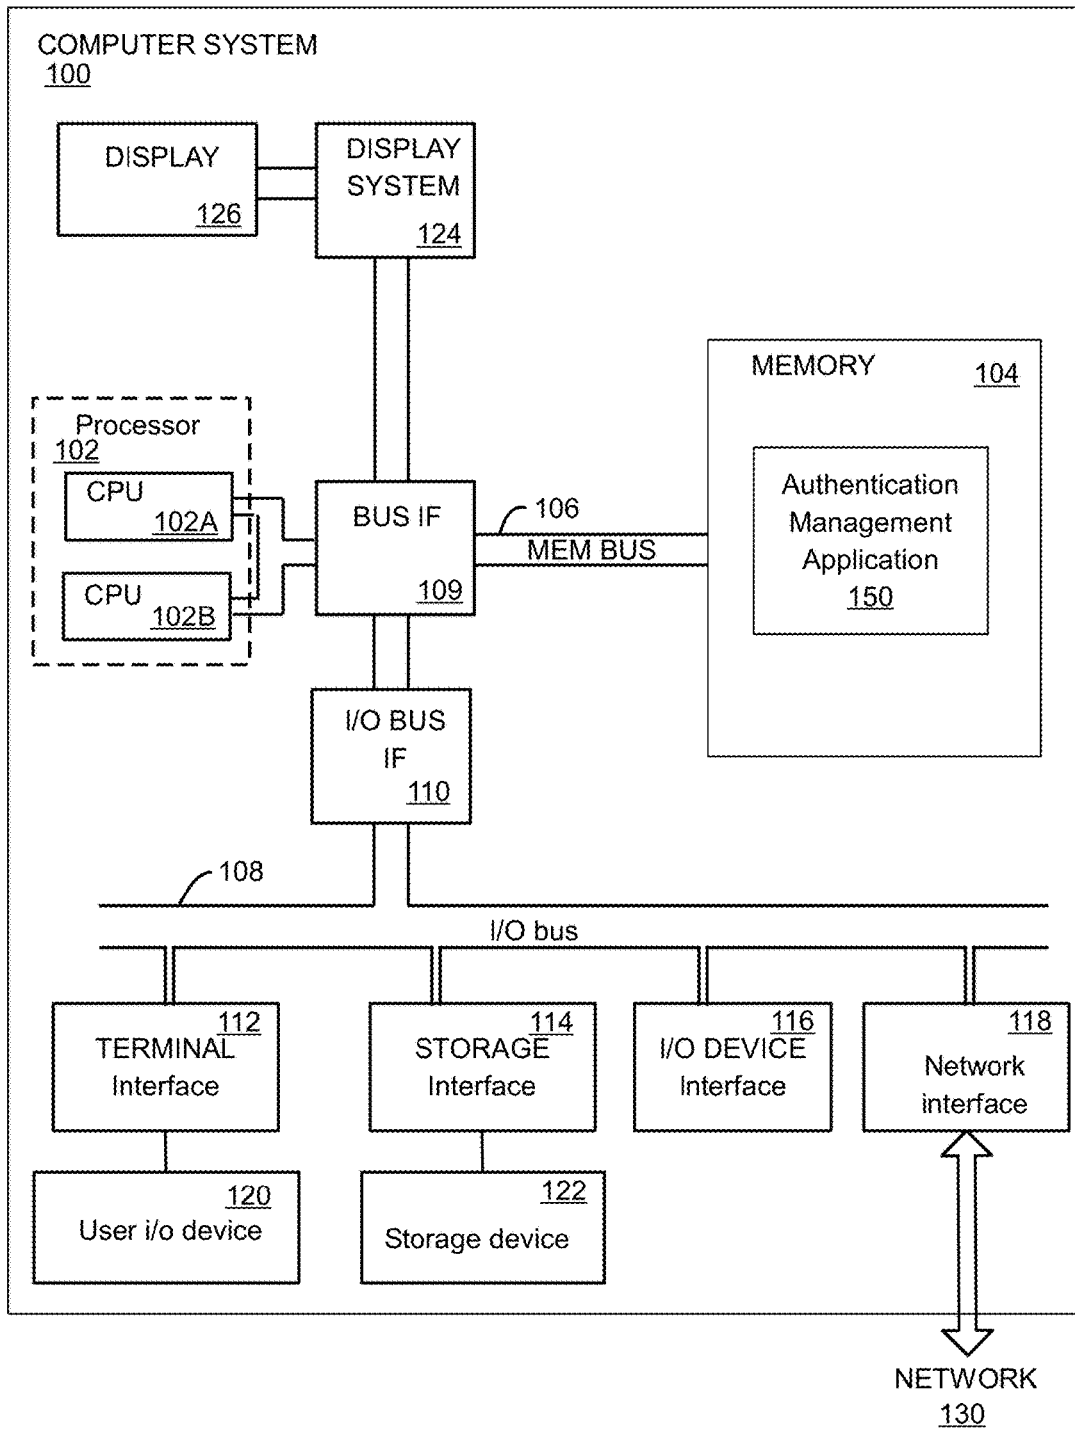 COMPUTER SYSTEM
100
DISPLAY
126
DISPLAY
SYSTEM
124
MEMORY
104
Authentication
Management
Application
150
Processor
102
CPU
102A
CPU
102B
BUS IF
109
106
MEM BUS
I/O BUS
IF
110
108
I/O bus
112
TERMINAL
Interface
114
STORAGE
Interface
116
I/O DEVICE
Interface
118
Network
interface
120
User i/o device
122
Storage device
NETWORK
130